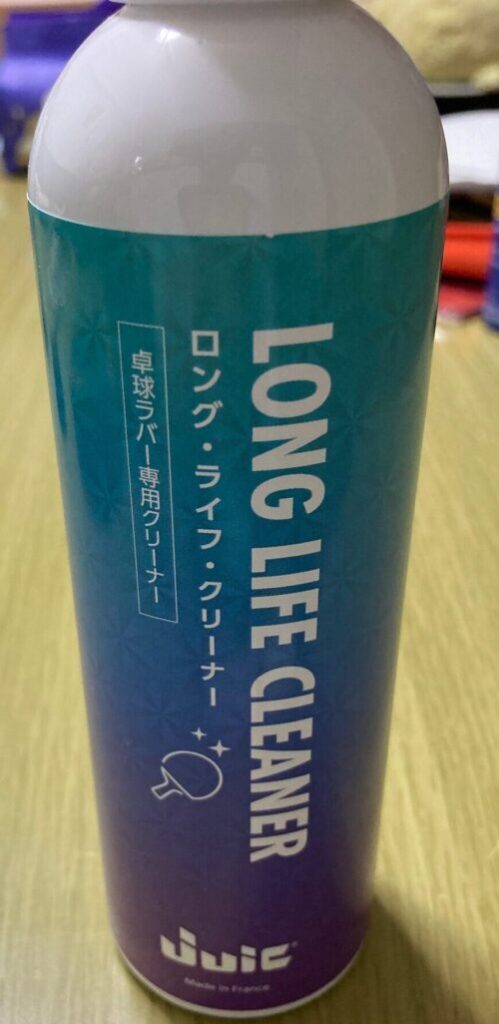 LONG LIFE CLEANER
ロング・ライフ・クリーナー
卓球ラバー専用クリーナー
juic
Made in France